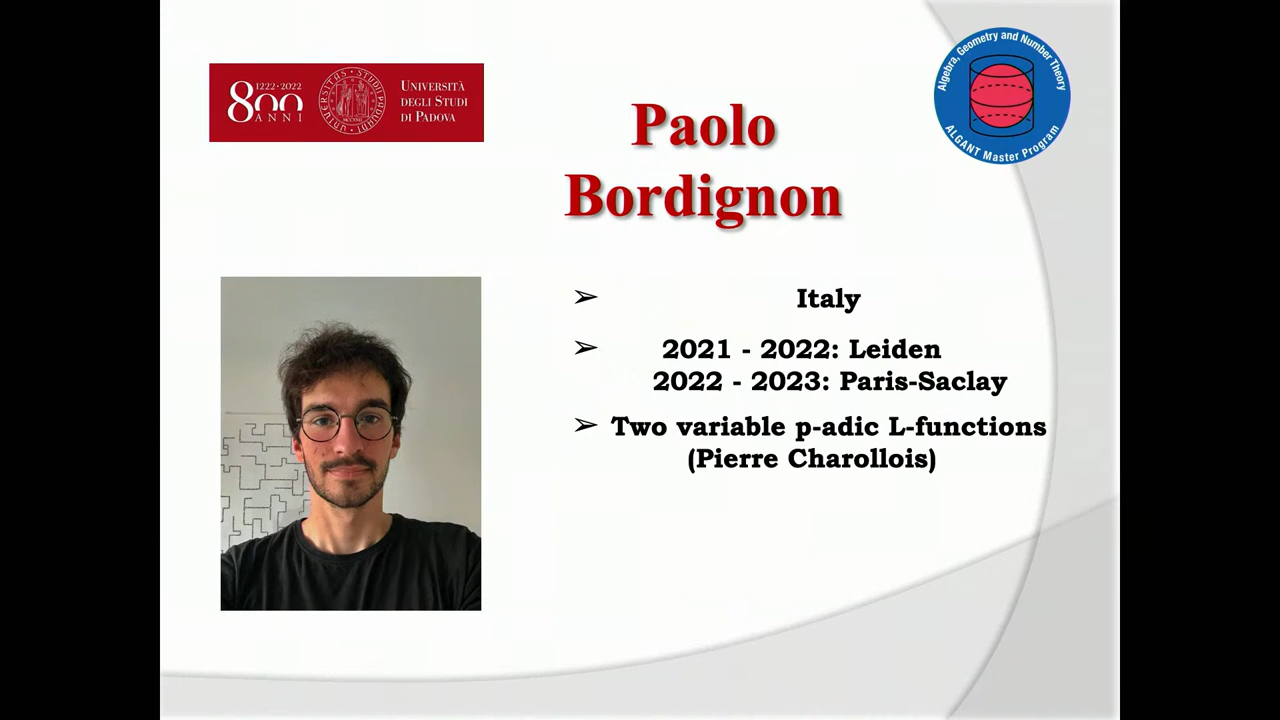 800
1222·2022
ANNI
UNIVERSITÀ
DEGLI STUDI
DI PADOVA
Algebra, Geometry and Number Theory
ALGANT Master Program
Paolo
Bordignon
➢ Italy
➢ 2021 - 2022: Leiden
2022 - 2023: Paris-Saclay
➢ Two variable p-adic L-functions
(Pierre Charollois)